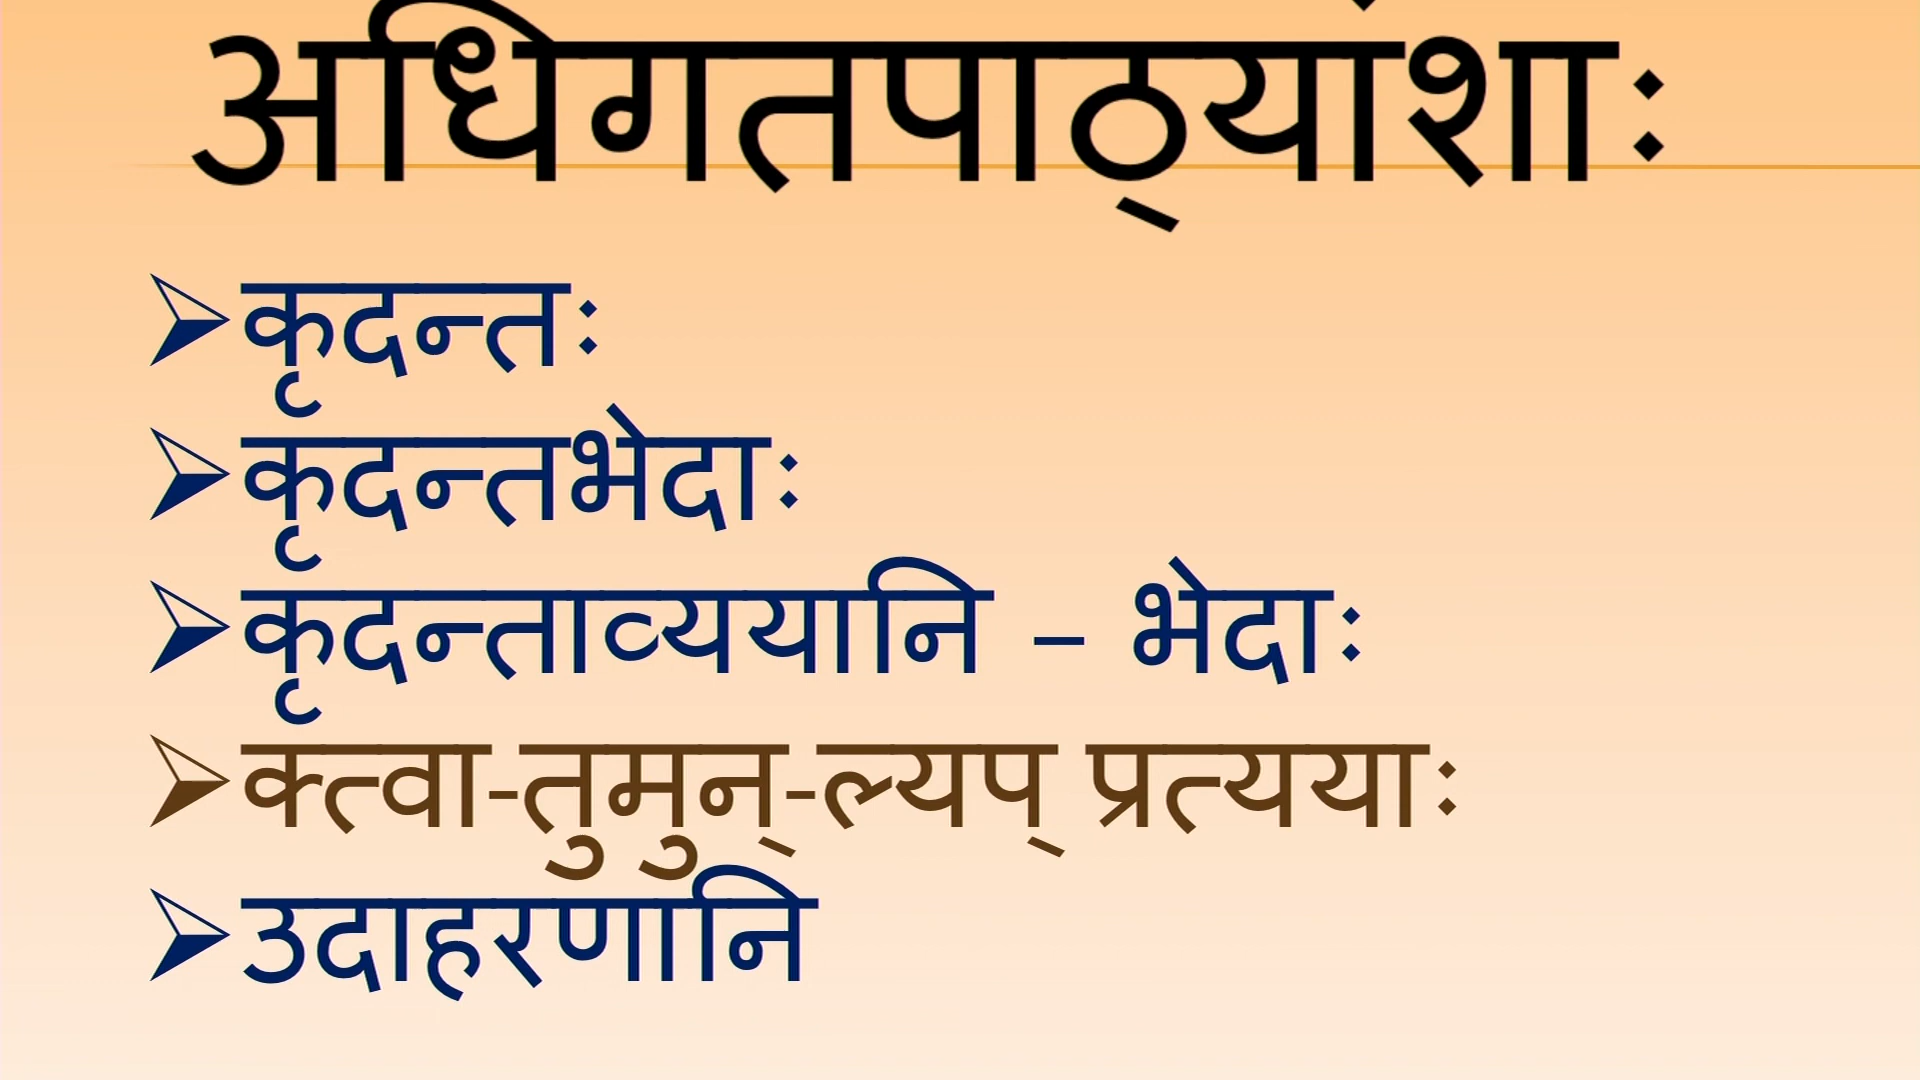 अधिगतपाठ्यांशाः
➢कृदन्तः
➢कृदन्तभेदाः
➢कृदन्ताव्ययानि – भेदाः
➢क्त्वा-तुमुन्-ल्यप् प्रत्ययाः
➢उदाहरणानि